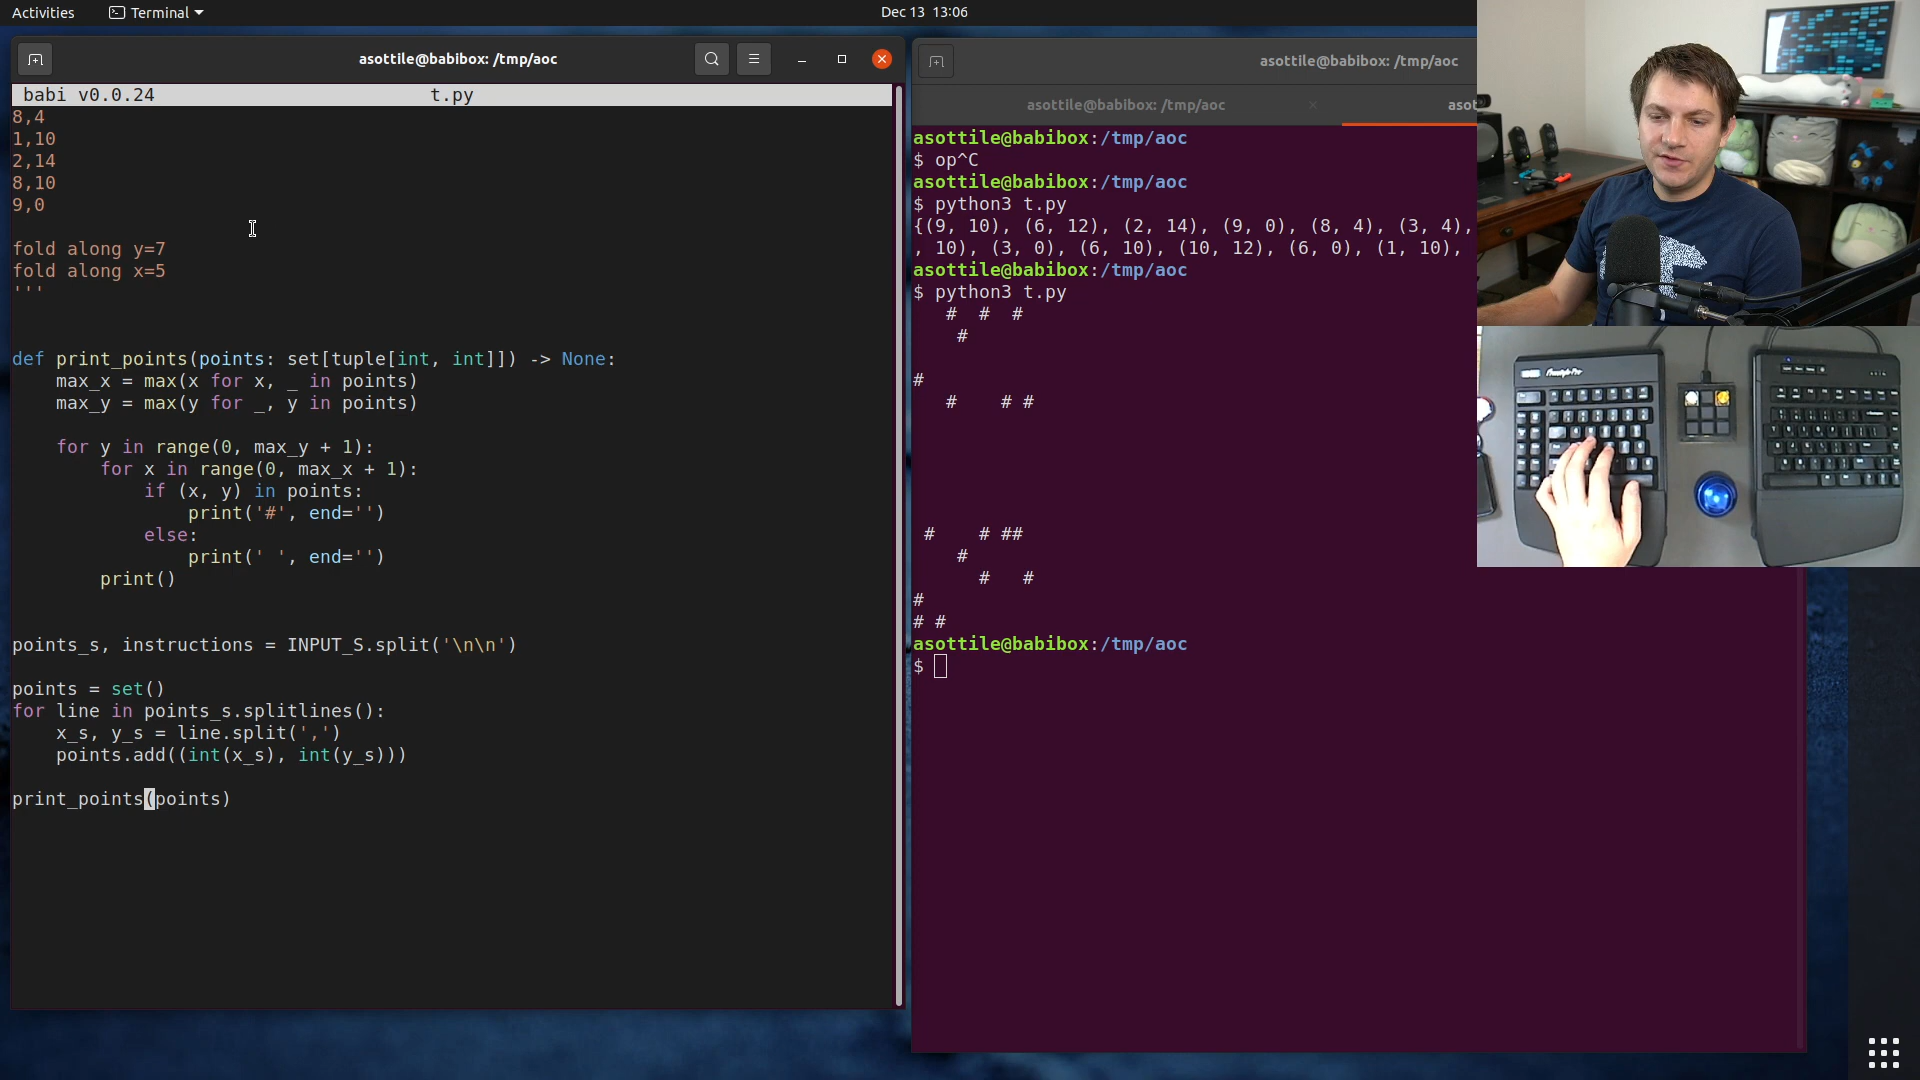 Activities
Terminal
Dec 13 13:06
asottile@babibox: /tmp/aoc
babi v0.0.24 t.py
8,4
1,10
2,14
8,10
9,0
fold along y=7
fold along x=5
'''
def print_points(points: set[tuple[int, int]]) -> None:
    max_x = max(x for x, _ in points)
    max_y = max(y for _, y in points)
    for y in range(0, max_y + 1):
        for x in range(0, max_x + 1):
            if (x, y) in points:
                print('#', end='')
            else:
                print(' ', end='')
        print()
points_s, instructions = INPUT_S.split('\n\n')
points = set()
for line in points_s.splitlines():
    x_s, y_s = line.split(',')
    points.add((int(x_s), int(y_s)))
print_points(points)
asottile@babibox: /tmp/aoc
asottile@babibox: /tmp/aoc
asot
asottile@babibox:/tmp/aoc
$ op^C
asottile@babibox:/tmp/aoc
$ python3 t.py
{(9, 10), (6, 12), (2, 14), (9, 0), (8, 4), (3, 4),
, 10), (3, 0), (6, 10), (10, 12), (6, 0), (1, 10),
asottile@babibox:/tmp/aoc
$ python3 t.py
   #  #  #
    #
#
   #    # #
 #    # ##
    #
      #   #
#
# #
asottile@babibox:/tmp/aoc
$